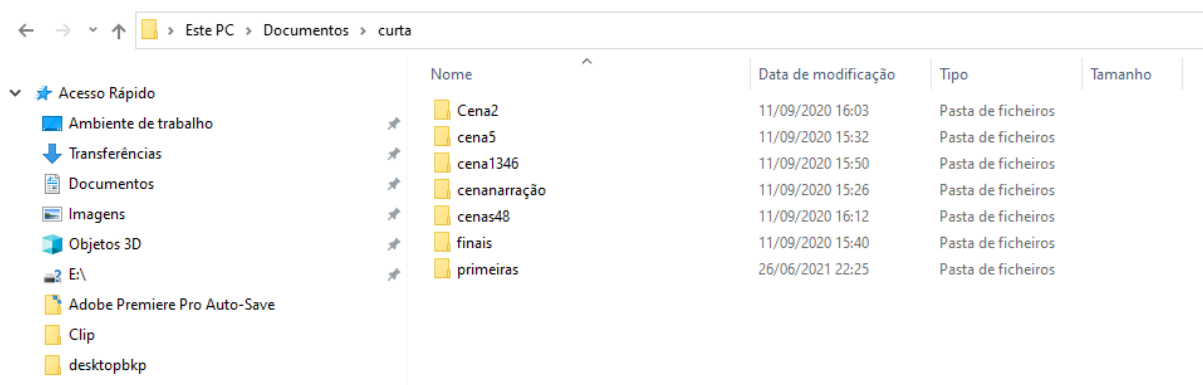 Este PC > Documentos > curta
Nome Data de modificação Tipo Tamanho
Acesso Rápido
Ambiente de trabalho
Transferências
Documentos
Imagens
Objetos 3D
E:\
Adobe Premiere Pro Auto-Save
Clip
desktopbkp
Cena2 11/09/2020 16:03 Pasta de ficheiros
cena5 11/09/2020 15:32 Pasta de ficheiros
cena1346 11/09/2020 15:50 Pasta de ficheiros
cenanarração 11/09/2020 15:26 Pasta de ficheiros
cenas48 11/09/2020 16:12 Pasta de ficheiros
finais 11/09/2020 15:40 Pasta de ficheiros
primeiras 26/06/2021 22:25 Pasta de ficheiros